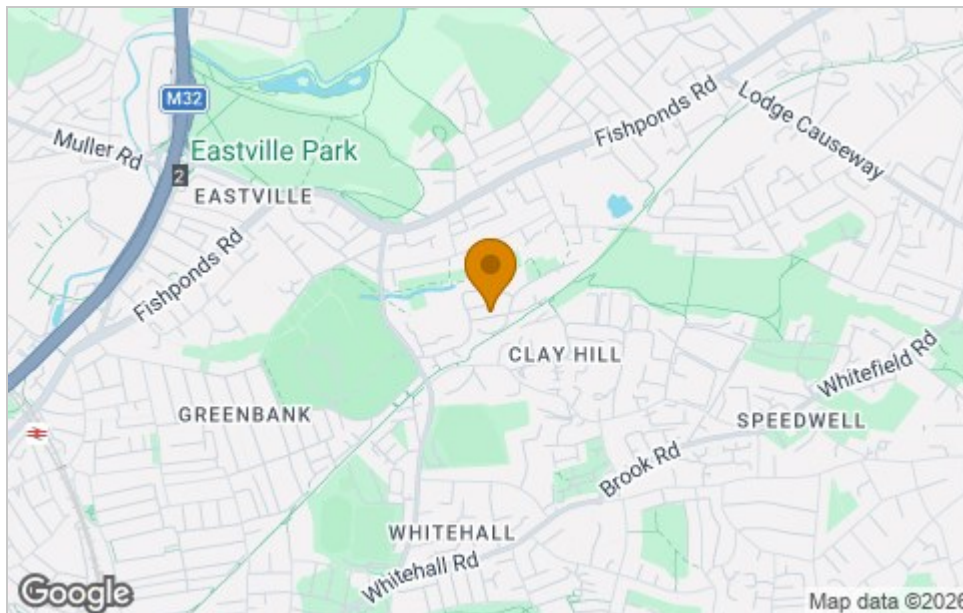 Fishponds Rd
Lodge Causeway
M32
Muller Rd
Eastville Park
2
EASTVILLE
Fishponds Rd
CLAY HILL
Whitefield Rd
GREENBANK
SPEEDWELL
Brook Rd
WHITEHALL
Whitehall Rd
Google
Map data ©2026